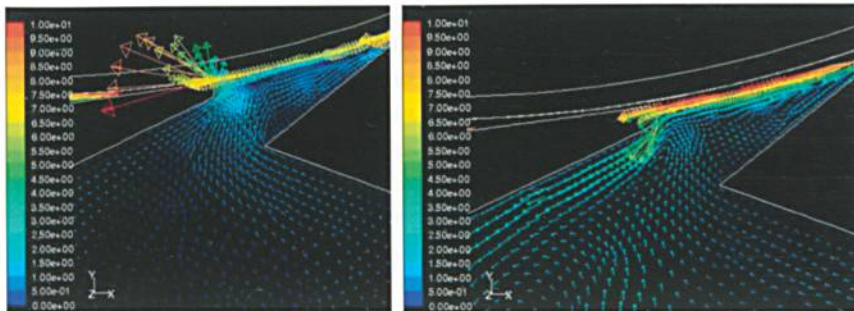 1.00e+01
9.50e+00
9.00e+00
8.50e+00
8.00e+00
7.50e+00
7.00e+00
6.50e+00
6.00e+00
5.50e+00
5.00e+00
4.50e+00
4.00e+00
3.50e+00
3.00e+00
2.50e+00
2.00e+00
1.50e+00
1.00e+00
5.00e-01
0.00e+00
Y
Z X
1.00e+01
9.50e+00
9.00e+00
8.50e+00
8.00e+00
7.50e+00
7.00e+00
6.50e+00
6.00e+00
5.50e+00
5.00e+00
4.50e+00
4.00e+00
3.50e+00
3.00e+00
2.50e+00
2.00e+00
1.50e+00
1.00e+00
5.00e-01
0.00e+00
Y
Z X